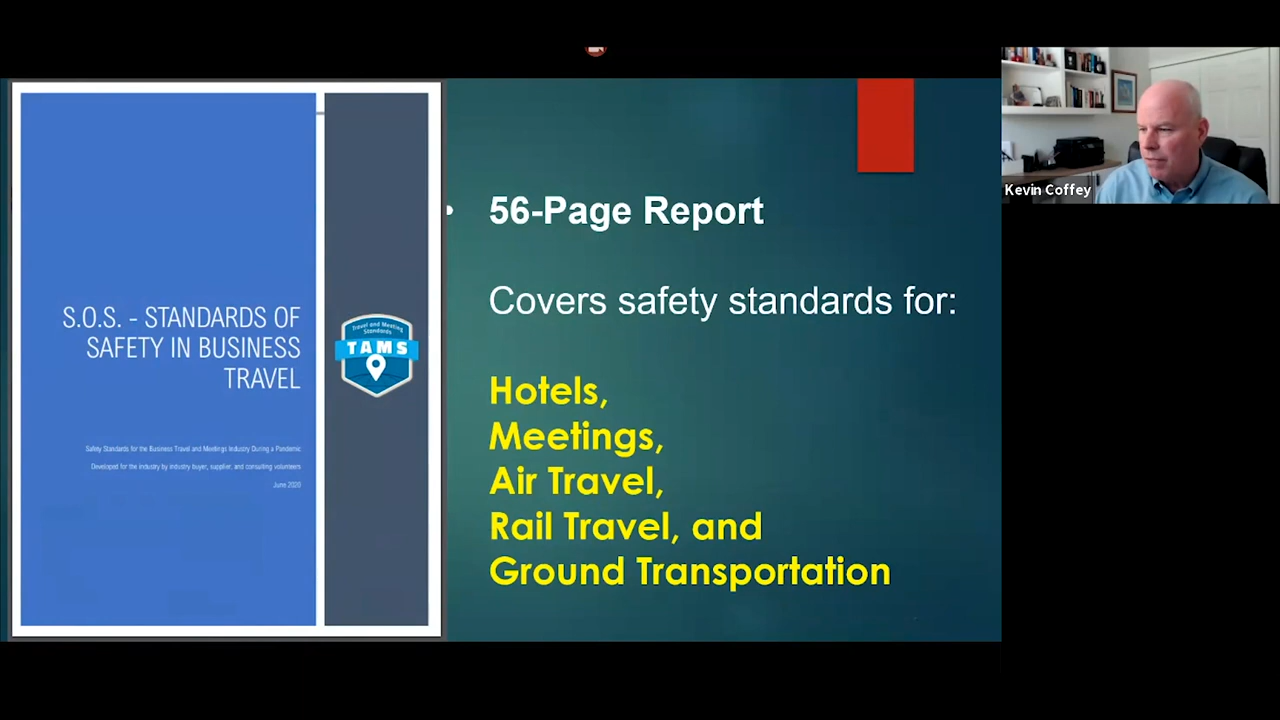 S.O.S. - STANDARDS OF
SAFETY IN BUSINESS
TRAVEL
Safety Standards for the Business Travel and Meetings Industry During a Pandemic
Developed for the industry by industry buyer, supplier, and consulting volunteers
June 2020
Travel and Meeting
Standards
TAMS
• 56-Page Report
Covers safety standards for:
Hotels,
Meetings,
Air Travel,
Rail Travel, and
Ground Transportation
Kevin Coffey